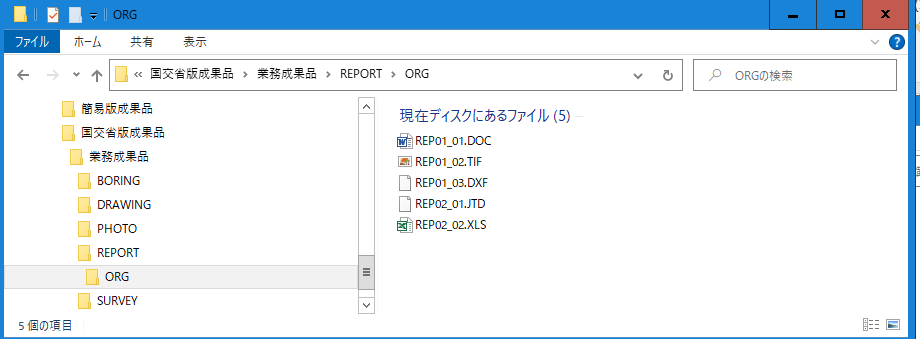 ORG
ファイル ホーム 共有 表示
« 国交省版成果品 › 業務成果品 › REPORT › ORG
ORGの検索
簡易版成果品
国交省版成果品
業務成果品
BORING
DRAWING
PHOTO
REPORT
ORG
SURVEY
現在ディスクにあるファイル (5)
REP01_01.DOC
REP01_02.TIF
REP01_03.DXF
REP02_01.JTD
REP02_02.XLS
5 個の項目